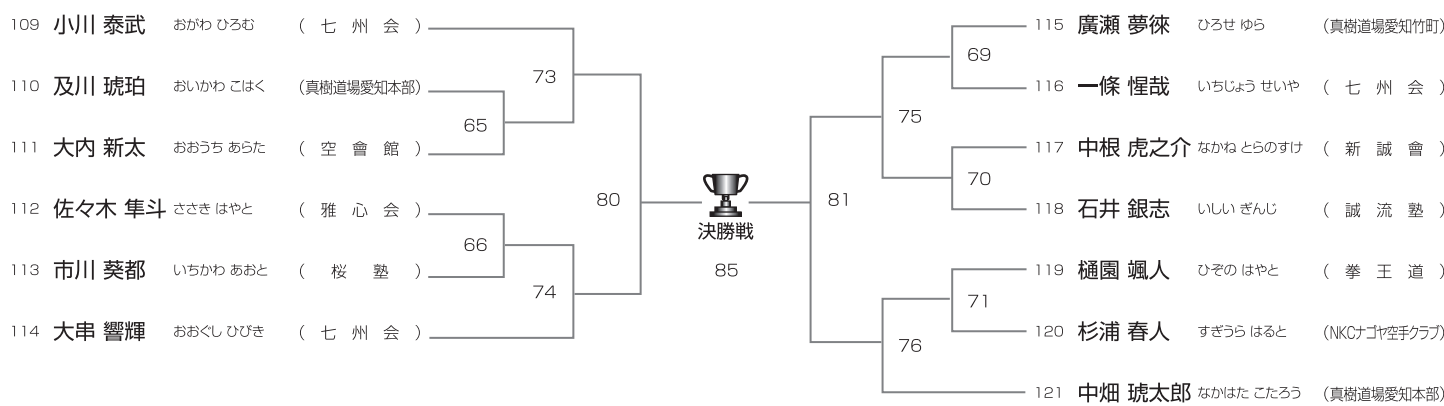 109 小川 泰武 おがわ ひろむ (七州会)
73
110 及川 琥珀 おいかわ こはく (真樹道場愛知本部)
65
111 大内 新太 おおうち あらた (空會館)
80
112 佐々木 隼斗 ささき はやと (雅心会)
66
113 市川 葵都 いちかわ あおと (桜塾)
74
114 大串 響輝 おおぐし ひびき (七州会)
決勝戦
85
115 廣瀬 夢徠 ひろせ ゆら (真樹道場愛知竹町)
69
116 一條 惺哉 いちじょう せいや (七州会)
75
117 中根 虎之介 なかね とらのすけ (新誠會)
70
81
118 石井 銀志 いしい ぎんじ (誠流塾)
119 樋園 颯人 ひぞの はやと (拳王道)
71
120 杉浦 春人 すぎうら はると (NKCナゴヤ空手クラブ)
76
121 中畑 琥太郎 なかはた こたろう (真樹道場愛知本部)